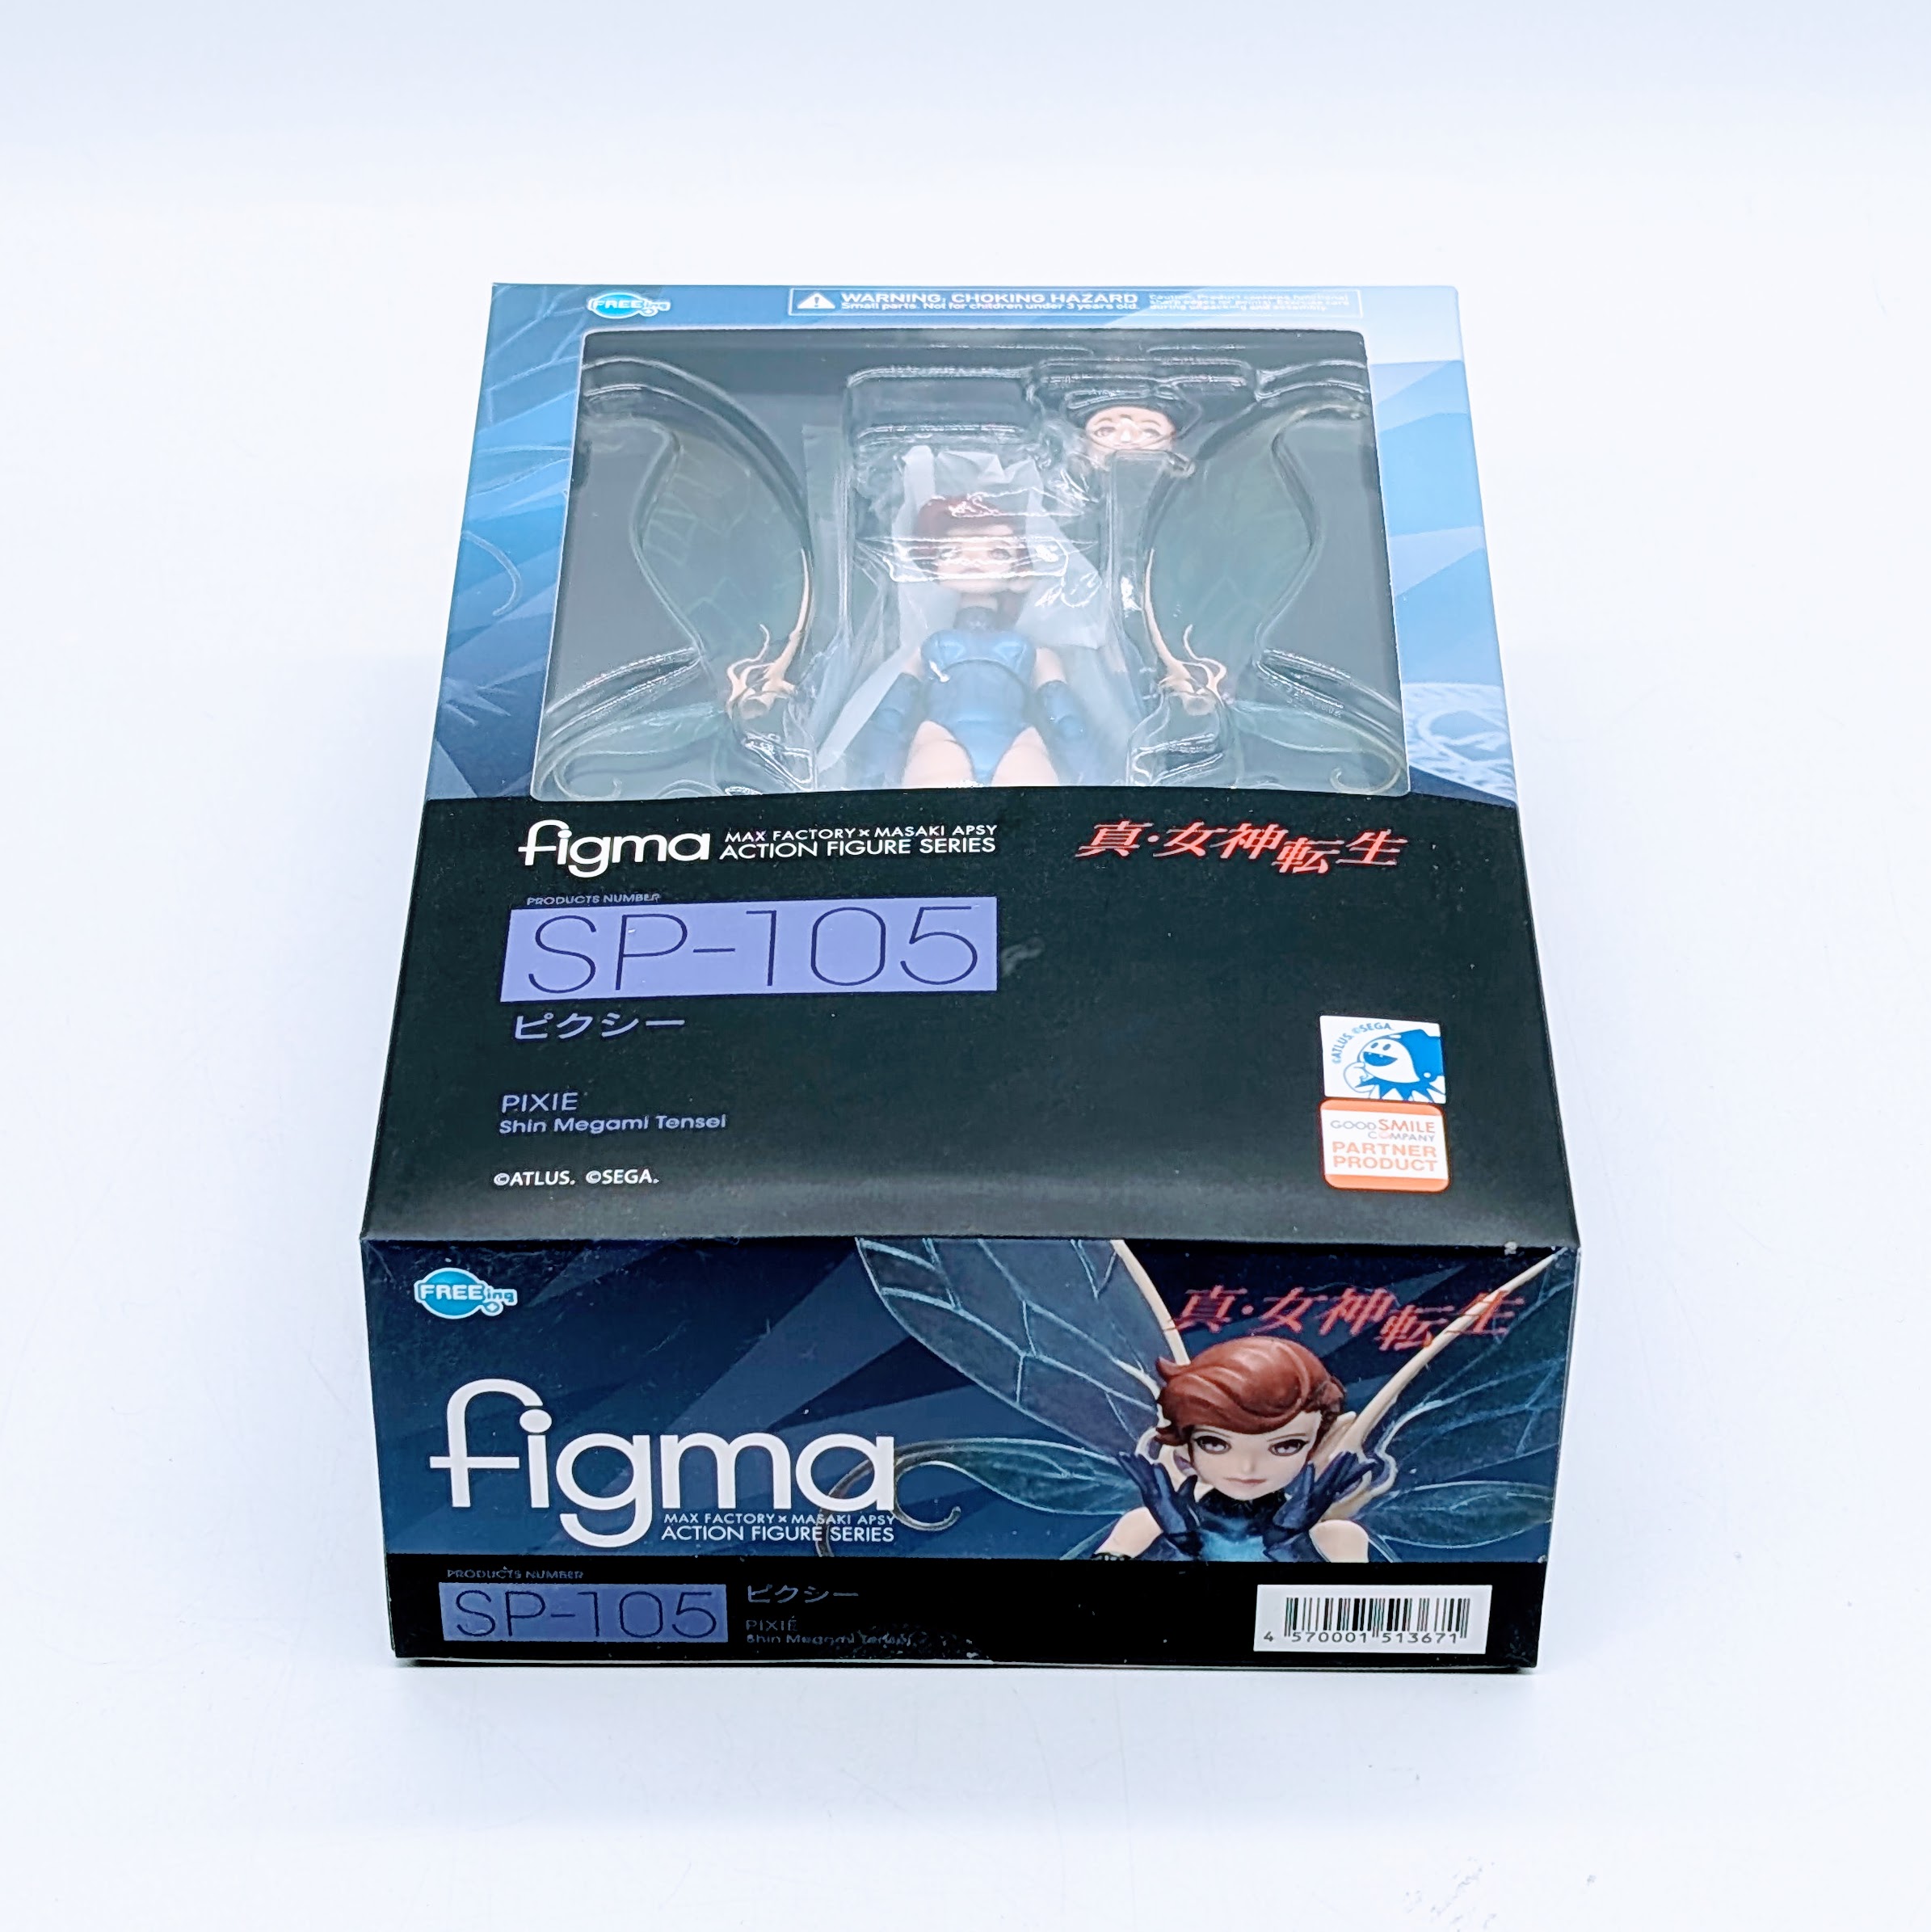 FREEing
WARNING: CHOKING HAZARD
Small parts. Not for children under 3 years old.
figma
MAX FACTORY × MASAKI APSY
ACTION FIGURE SERIES
真・女神転生
PRODUCTS NUMBER
SP-105
ピクシー
PIXIE
Shin Megami Tensei
©ATLUS. ©SEGA.
©ATLUS. ©SEGA.
GOOD SMILE
COMPANY
PARTNER
PRODUCT
FREEing
真・女神転生
figma
MAX FACTORY × MASAKI APSY
ACTION FIGURE SERIES
PRODUCTS NUMBER
SP-105
ピクシー
PIXIE
Shin Megami Tensei
4 570001 513671